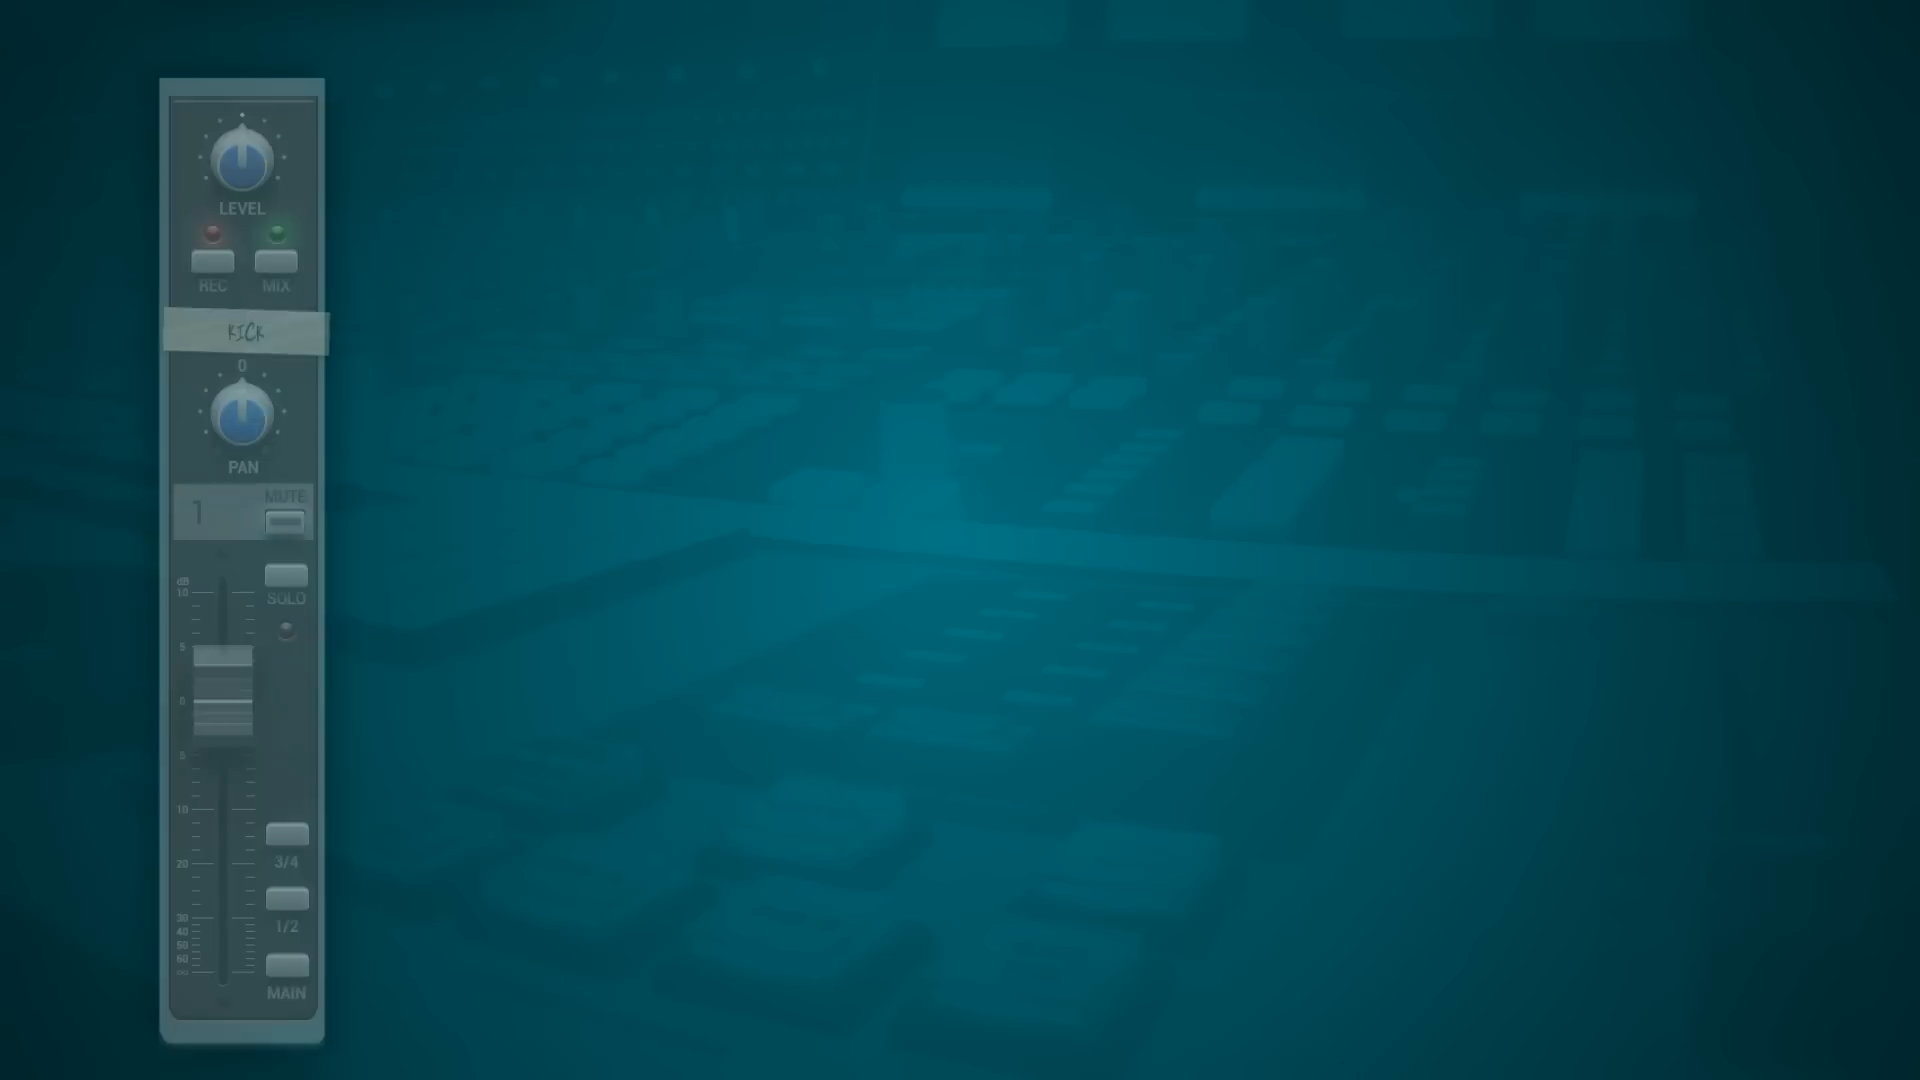 LEVEL
REC MIX
KICK
0
PAN
1 MUTE
dB
10
SOLO
5
0
5
10
20
3/4
30
1/2
40
50
60
∞
MAIN